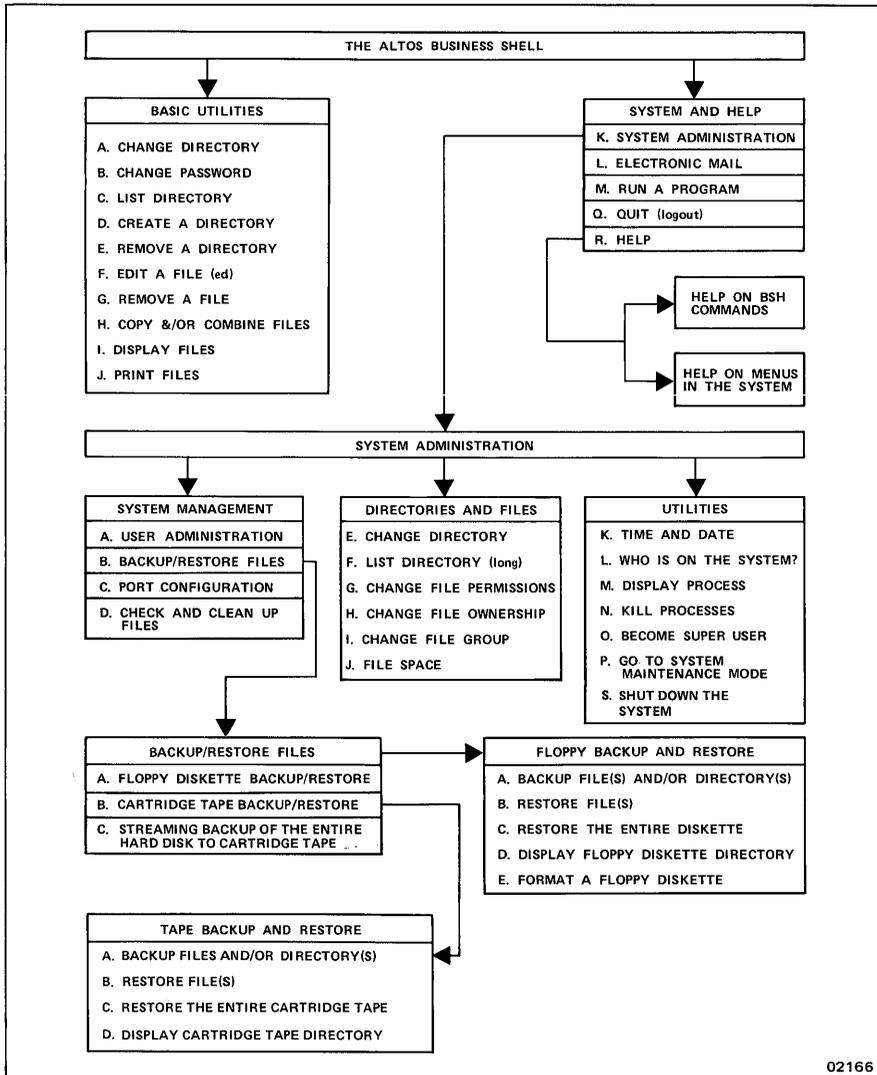 THE ALTOS BUSINESS SHELL
BASIC UTILITIES
A. CHANGE DIRECTORY
B. CHANGE PASSWORD
C. LIST DIRECTORY
D. CREATE A DIRECTORY
E. REMOVE A DIRECTORY
F. EDIT A FILE (ed)
G. REMOVE A FILE
H. COPY &/OR COMBINE FILES
I. DISPLAY FILES
J. PRINT FILES
SYSTEM AND HELP
K. SYSTEM ADMINISTRATION
L. ELECTRONIC MAIL
M. RUN A PROGRAM
Q. QUIT (logout)
R. HELP
HELP ON BSH
COMMANDS
HELP ON MENUS
IN THE SYSTEM
SYSTEM ADMINISTRATION
SYSTEM MANAGEMENT
A. USER ADMINISTRATION
B. BACKUP/RESTORE FILES
C. PORT CONFIGURATION
D. CHECK AND CLEAN UP
FILES
DIRECTORIES AND FILES
E. CHANGE DIRECTORY
F. LIST DIRECTORY (long)
G. CHANGE FILE PERMISSIONS
H. CHANGE FILE OWNERSHIP
I. CHANGE FILE GROUP
J. FILE SPACE
UTILITIES
K. TIME AND DATE
L. WHO IS ON THE SYSTEM?
M. DISPLAY PROCESS
N. KILL PROCESSES
O. BECOME SUPER USER
P. GO TO SYSTEM
MAINTENANCE MODE
S. SHUT DOWN THE
SYSTEM
BACKUP/RESTORE FILES
A. FLOPPY DISKETTE BACKUP/RESTORE
B. CARTRIDGE TAPE BACKUP/RESTORE
C. STREAMING BACKUP OF THE ENTIRE
HARD DISK TO CARTRIDGE TAPE
FLOPPY BACKUP AND RESTORE
A. BACKUP FILE(S) AND/OR DIRECTORY(S)
B. RESTORE FILE(S)
C. RESTORE THE ENTIRE DISKETTE
D. DISPLAY FLOPPY DISKETTE DIRECTORY
E. FORMAT A FLOPPY DISKETTE
TAPE BACKUP AND RESTORE
A. BACKUP FILES AND/OR DIRECTORY(S)
B. RESTORE FILE(S)
C. RESTORE THE ENTIRE CARTRIDGE TAPE
D. DISPLAY CARTRIDGE TAPE DIRECTORY
02166